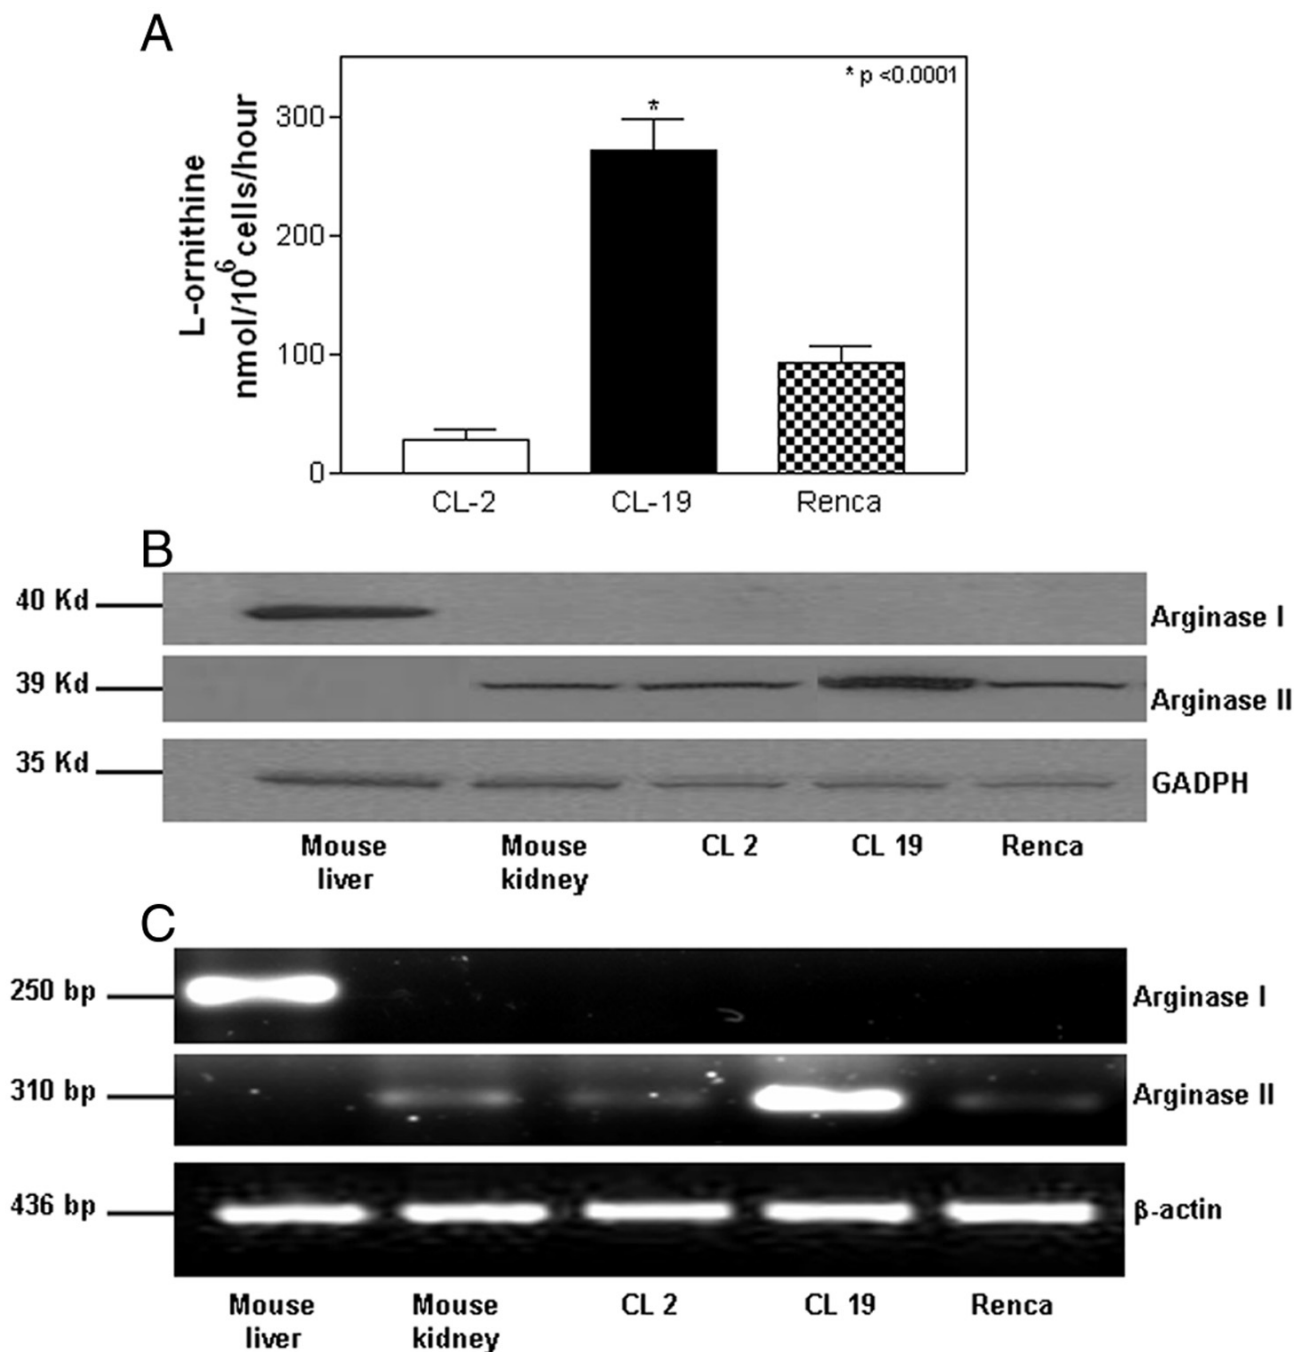 A
* p <0.0001
*
300
200
100
0
L-ornithine
nmol/10⁶ cells/hour
CL-2 CL-19 Renca
B
40 Kd Arginase I
39 Kd Arginase II
35 Kd GADPH
Mouse Mouse CL 2 CL 19 Renca
liver kidney
C
250 bp Arginase I
310 bp Arginase II
436 bp β-actin
Mouse Mouse CL 2 CL 19 Renca
liver kidney